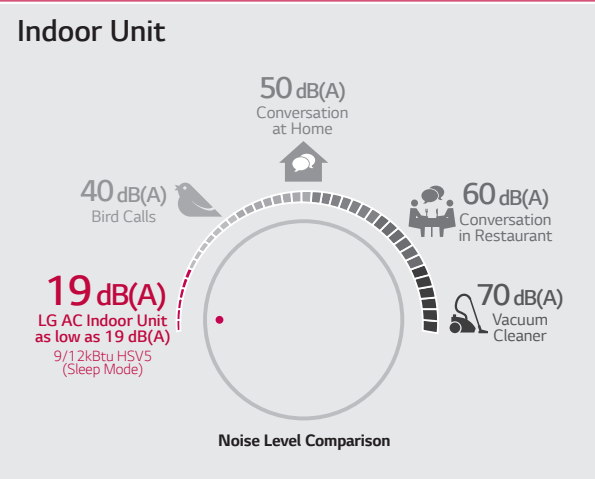 Indoor Unit
50 dB(A)
Conversation
at Home
40 dB(A)
Bird Calls
60 dB(A)
Conversation
in Restaurant
19 dB(A)
LG AC Indoor Unit
as low as 19 dB(A)
9/12kBtu HSV5
(Sleep Mode)
70 dB(A)
Vacuum
Cleaner
Noise Level Comparison